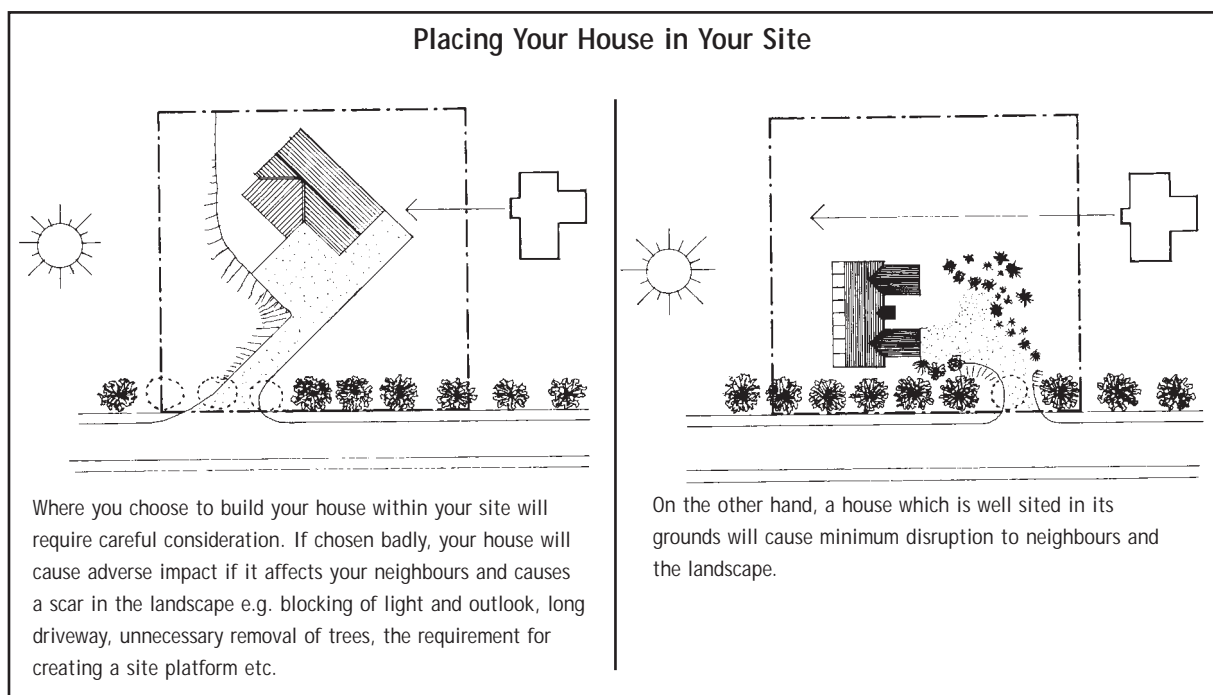 Placing Your House in Your Site
Where you choose to build your house within your site will
require careful consideration. If chosen badly, your house will
cause adverse impact if it affects your neighbours and causes
a scar in the landscape e.g. blocking of light and outlook, long
driveway, unnecessary removal of trees, the requirement for
creating a site platform etc.
On the other hand, a house which is well sited in its
grounds will cause minimum disruption to neighbours and
the landscape.